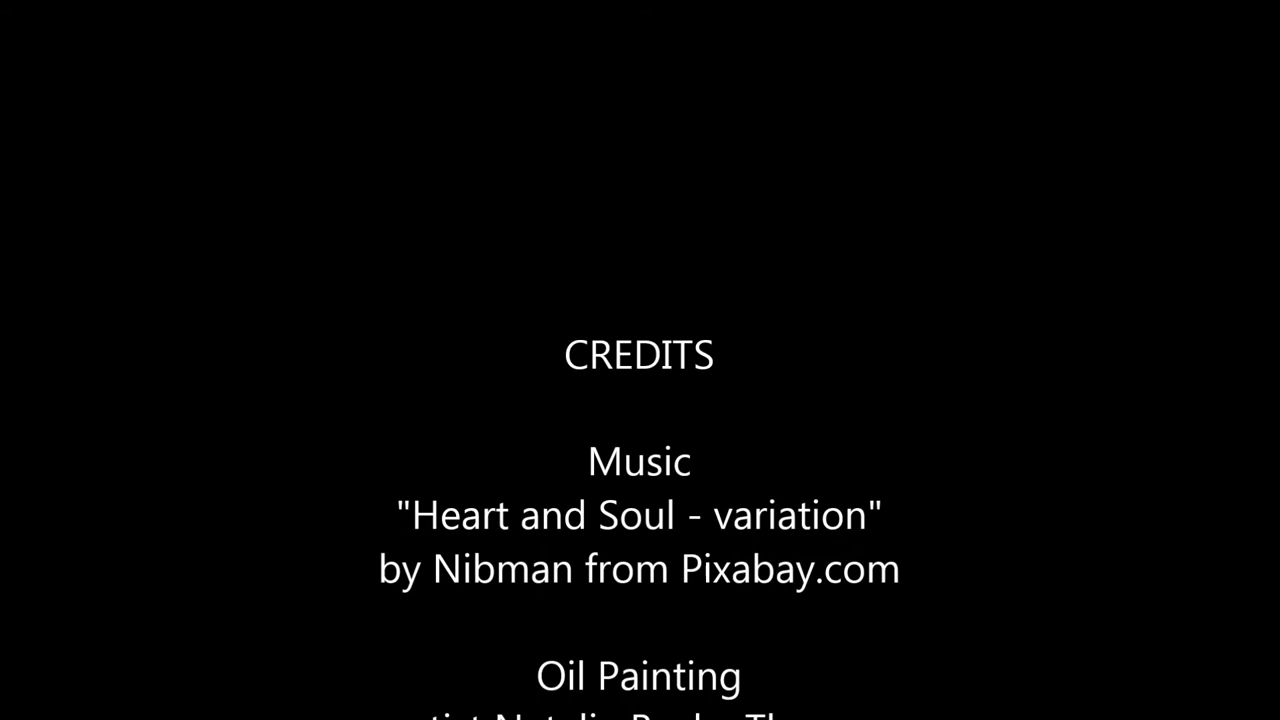 CREDITS
Music
"Heart and Soul - variation"
by Nibman from Pixabay.com
Oil Painting